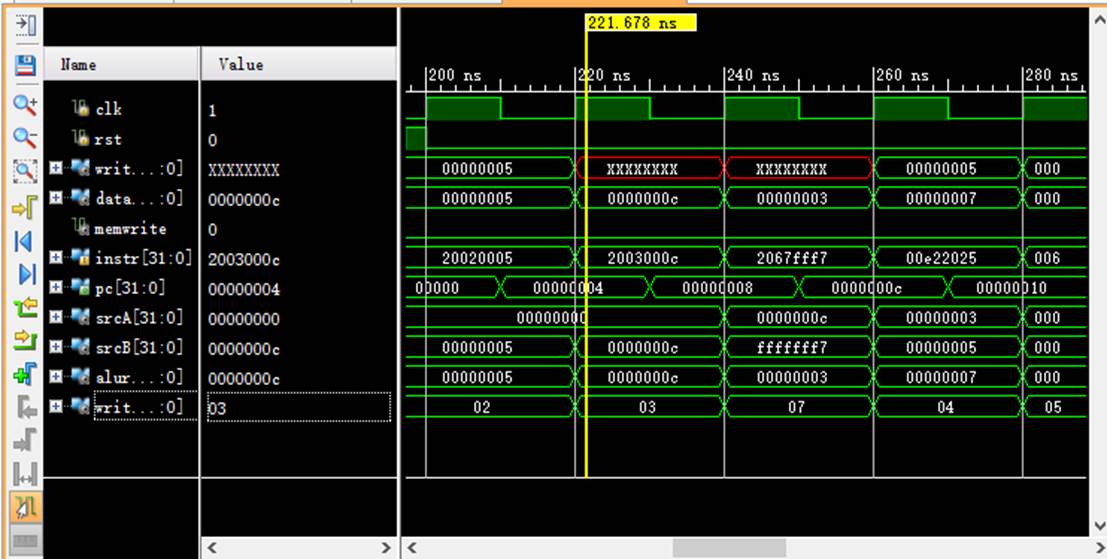 221.678 ns
Name Value
200 ns 220 ns 240 ns 260 ns 280 ns
clk 1
rst 0
writ...:0] XXXXXXXX 00000005 XXXXXXXX XXXXXXXX 00000005 000
data...:0] 0000000c 00000005 0000000c 00000003 00000007 000
memwrite 0
instr[31:0] 2003000c 20020005 2003000c 2067fff7 00e22025 006
pc[31:0] 00000004 00000 00000004 00000008 0000000c 00000010
srcA[31:0] 00000000 00000000 0000000c 00000003 000
srcB[31:0] 0000000c 00000005 0000000c fffffff7 00000005 000
alur...:0] 0000000c 00000005 0000000c 00000003 00000007 000
writ...:0] 03 02 03 07 04 05